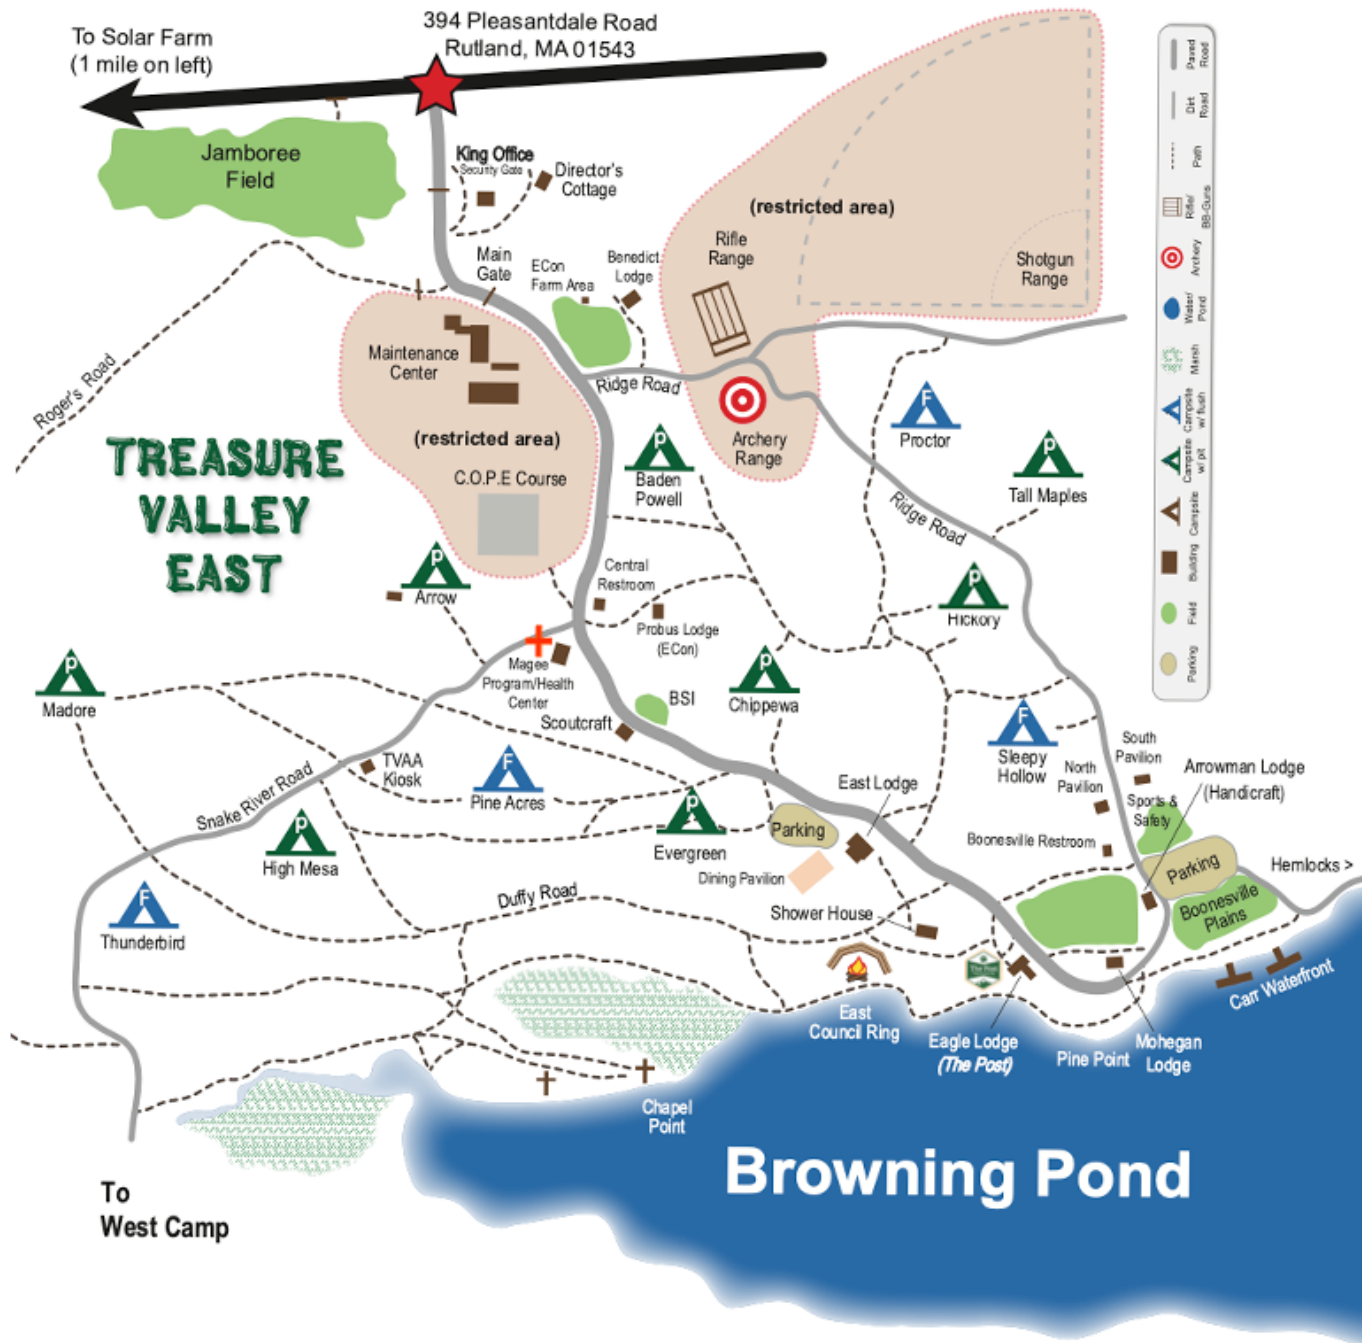 To Solar Farm
(1 mile on left)
394 Pleasantdale Road
Rutland, MA 01543
Jamboree
Field
King Office
Security Gate
Director's
Cottage
(restricted area)
Rifle
Range
Shotgun
Range
Main
Gate
ECon
Farm Area
Benedict
Lodge
Maintenance
Center
Ridge Road
Roger's Road
(restricted area)
Archery
Range
F
Proctor
P
Tall Maples
TREASURE
VALLEY
EAST
C.O.P.E Course
P
Baden
Powell
Ridge Road
P
Arrow
Central
Restroom
Probus Lodge
(ECon)
P
Hickory
Magee
Program/Health
Center
P
Madore
Scoutcraft
BSI
P
Chippewa
F
Sleepy
Hollow
South
Pavilion
North
Pavilion
Arrowman Lodge
(Handicraft)
TVAA
Kiosk
F
Pine Acres
East Lodge
Sports &
Safety
Snake River Road
P
High Mesa
P
Evergreen
Parking
Boonesville Restroom
Parking
Hemlocks >
Dining Pavilion
F
Thunderbird
Duffy Road
Shower House
Boonesville
Plains
The Post
East
Council Ring
Eagle Lodge
(The Post)
Pine Point
Mohegan
Lodge
Carr Waterfront
Chapel
Point
Browning Pond
To
West Camp
Paved
Road
Dirt
Road
Path
Rifle/
BB-Guns
Archery
Water/
Pond
Marsh
F
Campsite
w/ flush
P
Campsite
w/ pit
Campsite
Building
Field
Parking